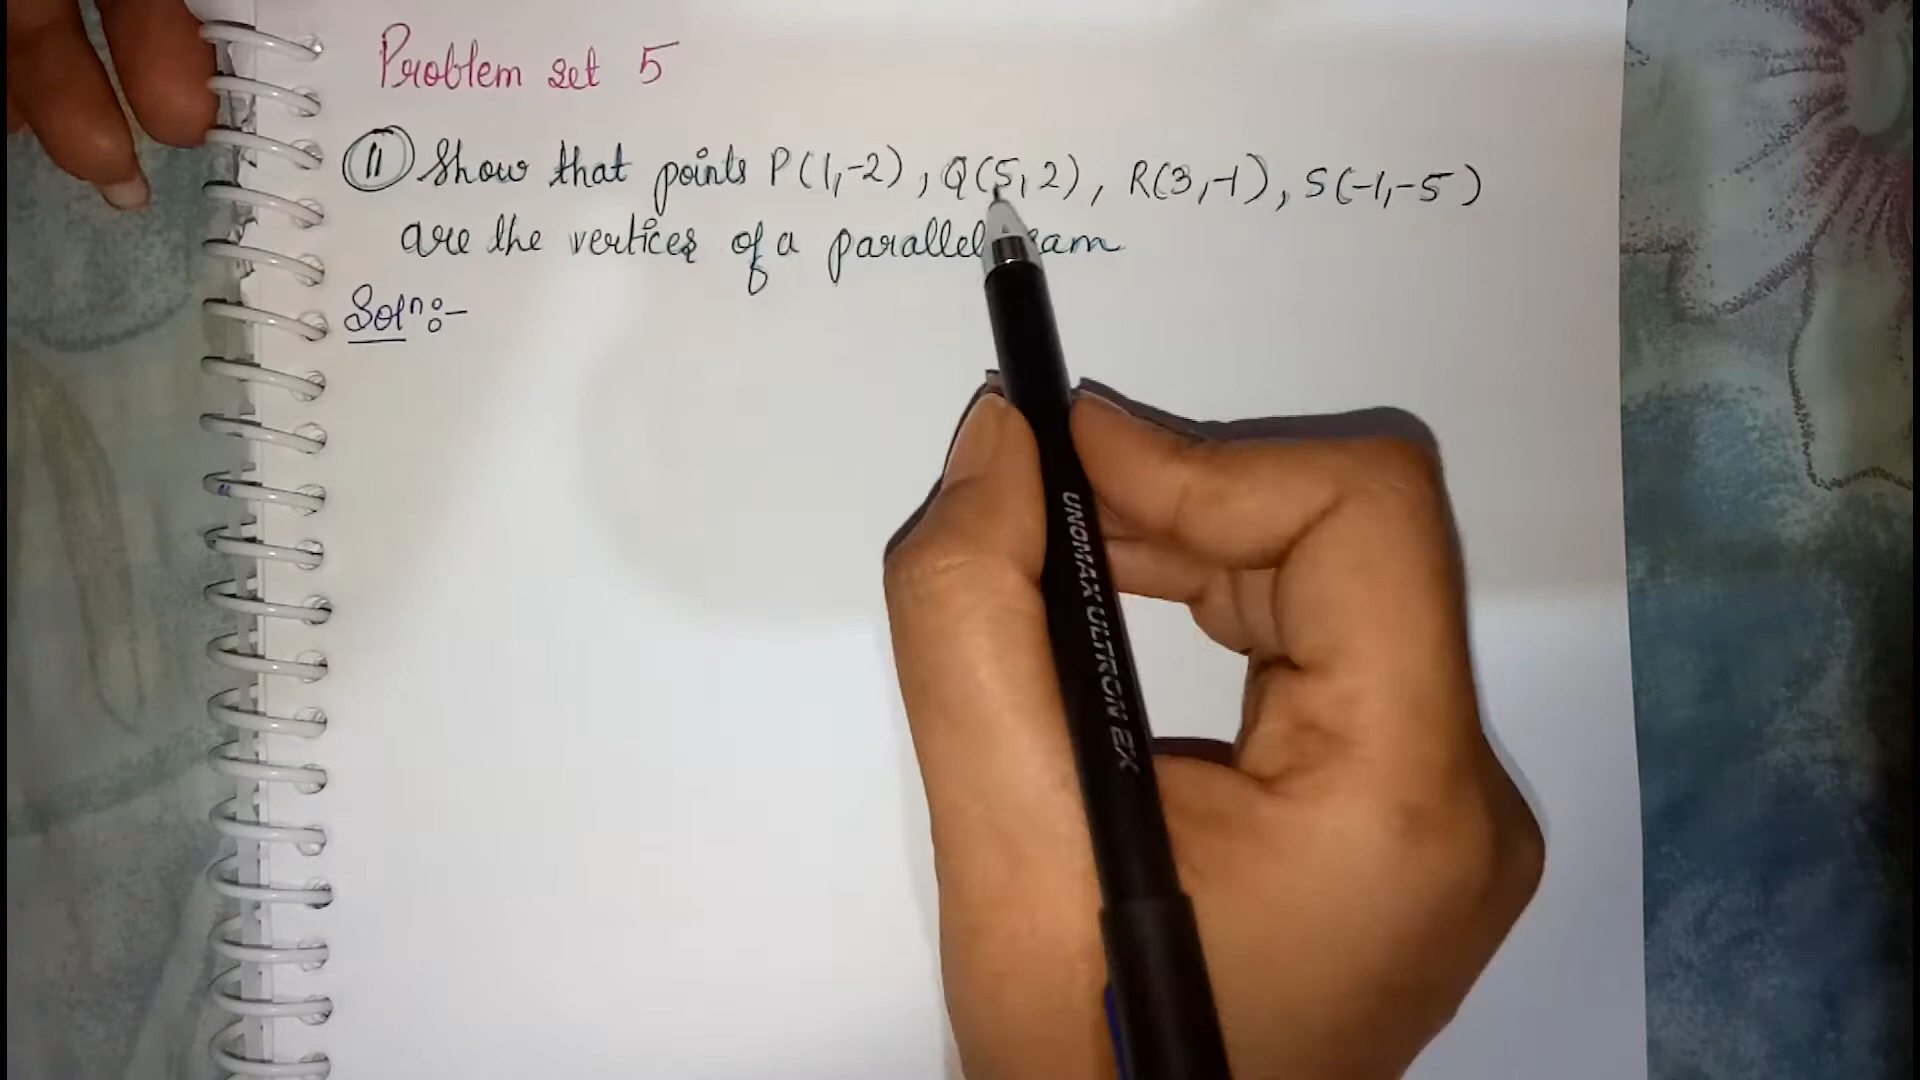 Problem set 5
11 Show that points P(1,-2), Q(5,2), R(3,-1), S(-1,-5)
are the vertices of a
Solⁿ:-
UNOMAX ULTRON 2X